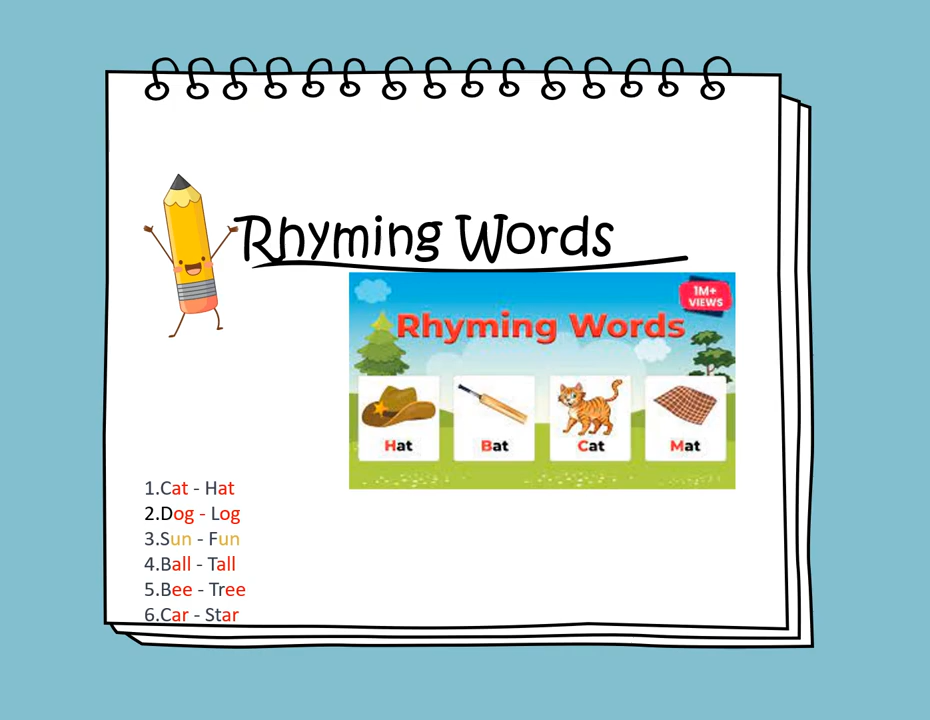 Rhyming Words
1M+
VIEWS
Rhyming Words
Hat Bat Cat Mat
1.Cat - Hat
2.Dog - Log
3.Sun - Fun
4.Ball - Tall
5.Bee - Tree
6.Car - Star